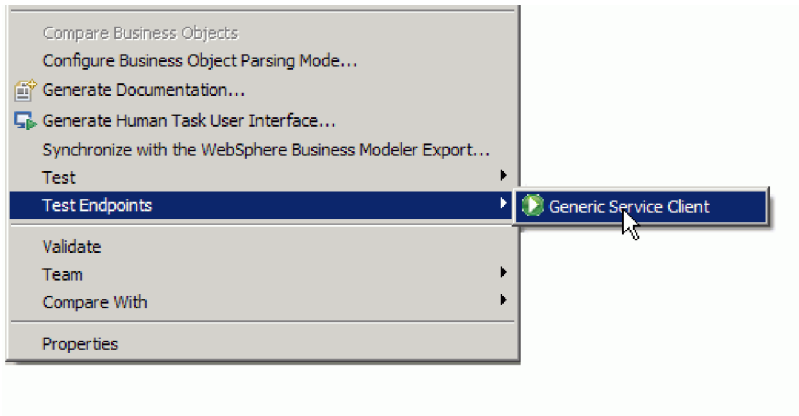 Compare Business Objects
Configure Business Object Parsing Mode...
Generate Documentation...
Generate Human Task User Interface...
Synchronize with the WebSphere Business Modeler Export...
Test
Test Endpoints
Generic Service Client
Validate
Team
Compare With
Properties